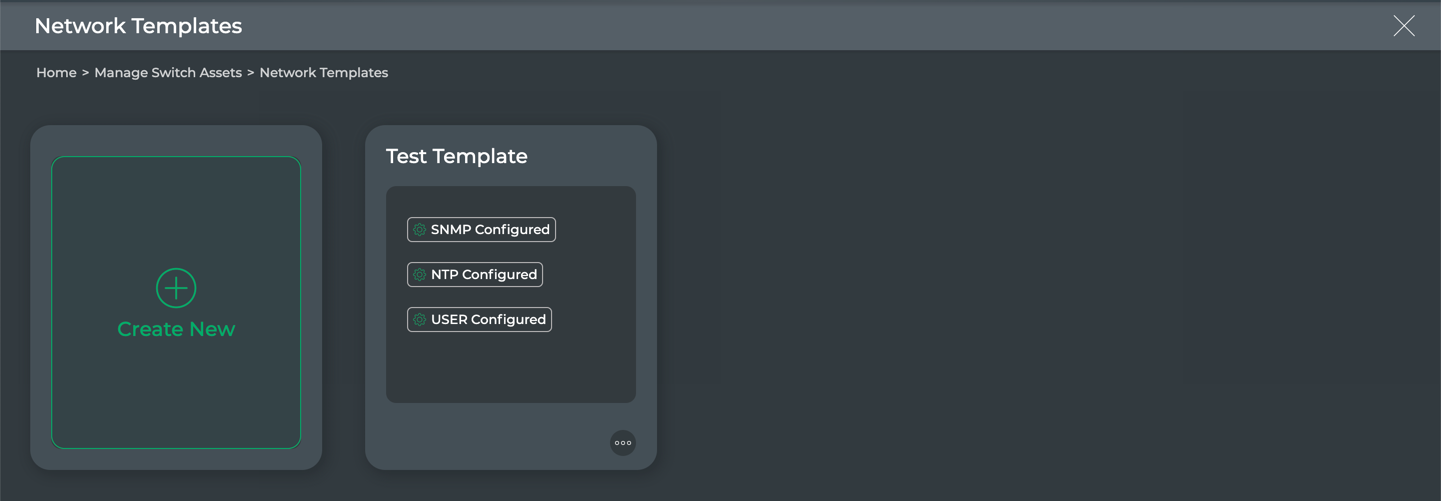 Network Templates
Home > Manage Switch Assets > Network Templates
Create New
Test Template
SNMP Configured
NTP Configured
USER Configured